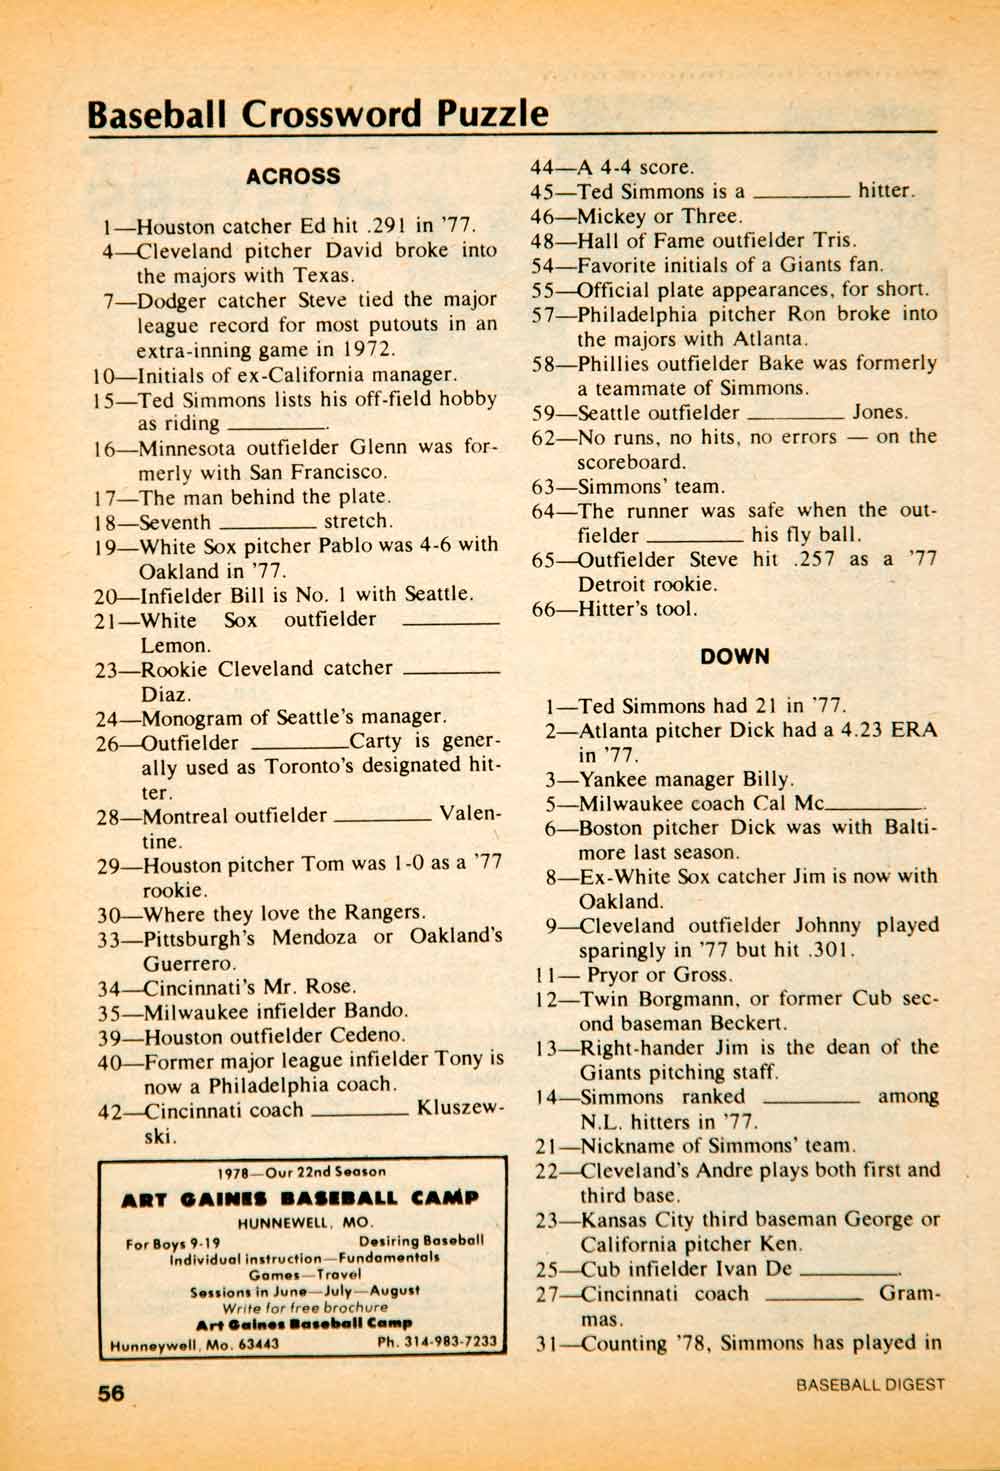 Baseball Crossword Puzzle
ACROSS
1—Houston catcher Ed hit .291 in '77.
4—Cleveland pitcher David broke into
the majors with Texas.
7—Dodger catcher Steve tied the major
league record for most putouts in an
extra-inning game in 1972.
10—Initials of ex-California manager.
15—Ted Simmons lists his off-field hobby
as riding ________.
16—Minnesota outfielder Glenn was for-
merly with San Francisco.
17—The man behind the plate.
18—Seventh ________ stretch.
19—White Sox pitcher Pablo was 4-6 with
Oakland in '77.
20—Infielder Bill is No. 1 with Seattle.
21—White Sox outfielder ________
Lemon.
23—Rookie Cleveland catcher ________
Diaz.
24—Monogram of Seattle's manager.
26—Outfielder ________Carty is gener-
ally used as Toronto's designated hit-
ter.
28—Montreal outfielder ________ Valen-
tine.
29—Houston pitcher Tom was 1-0 as a '77
rookie.
30—Where they love the Rangers.
33—Pittsburgh's Mendoza or Oakland's
Guerrero.
34—Cincinnati's Mr. Rose.
35—Milwaukee infielder Bando.
39—Houston outfielder Cedeno.
40—Former major league infielder Tony is
now a Philadelphia coach.
42—Cincinnati coach ________ Kluszew-
ski.
1978—Our 22nd Season
ART GAINES BASEBALL CAMP
HUNNEWELL, MO.
For Boys 9-19 Desiring Baseball
Individual instruction—Fundamentals
Games—Travel
Sessions in June—July—August
Write for free brochure
Art Gaines Baseball Camp
Hunneywell, Mo. 63443 Ph. 314-983-7233
44—A 4-4 score.
45—Ted Simmons is a ________ hitter.
46—Mickey or Three.
48—Hall of Fame outfielder Tris.
54—Favorite initials of a Giants fan.
55—Official plate appearances, for short.
57—Philadelphia pitcher Ron broke into
the majors with Atlanta.
58—Phillies outfielder Bake was formerly
a teammate of Simmons.
59—Seattle outfielder ________ Jones.
62—No runs, no hits, no errors — on the
scoreboard.
63—Simmons' team.
64—The runner was safe when the out-
fielder ________ his fly ball.
65—Outfielder Steve hit .257 as a '77
Detroit rookie.
66—Hitter's tool.
DOWN
1—Ted Simmons had 21 in '77.
2—Atlanta pitcher Dick had a 4.23 ERA
in '77.
3—Yankee manager Billy.
5—Milwaukee coach Cal Mc________.
6—Boston pitcher Dick was with Balti-
more last season.
8—Ex-White Sox catcher Jim is now with
Oakland.
9—Cleveland outfielder Johnny played
sparingly in '77 but hit .301.
11— Pryor or Gross.
12—Twin Borgmann, or former Cub sec-
ond baseman Beckert.
13—Right-hander Jim is the dean of the
Giants pitching staff.
14—Simmons ranked ________ among
N.L. hitters in '77.
21—Nickname of Simmons' team.
22—Cleveland's Andre plays both first and
third base.
23—Kansas City third baseman George or
California pitcher Ken.
25—Cub infielder Ivan De ________.
27—Cincinnati coach ________ Gram-
mas.
31—Counting '78, Simmons has played in
56
BASEBALL DIGEST